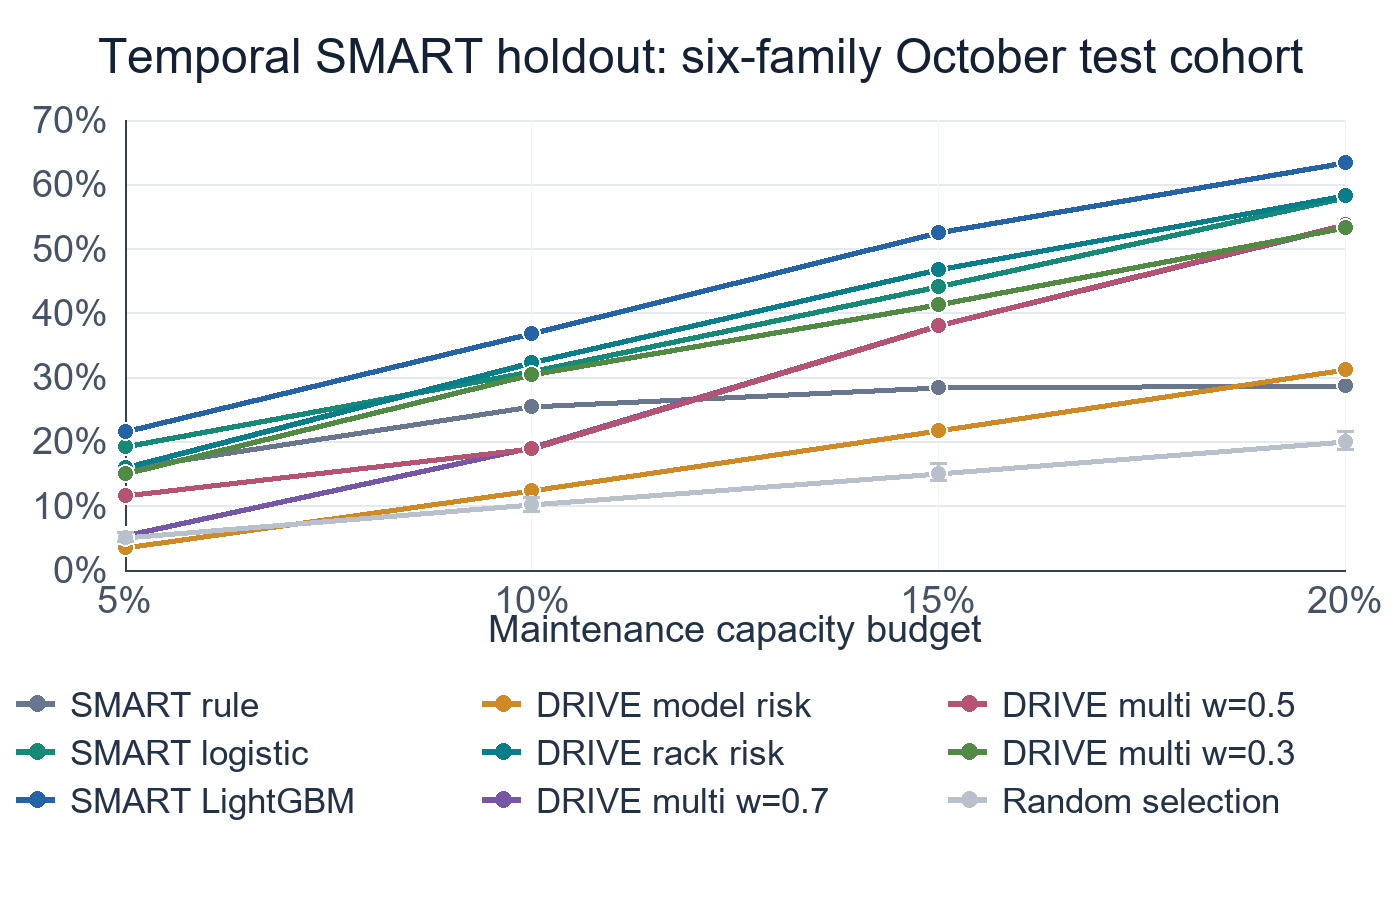 Temporal SMART holdout: six-family October test cohort
70%
60%
50%
40%
30%
20%
10%
0%
5% 10% 15% 20%
Maintenance capacity budget
SMART rule DRIVE model risk DRIVE multi w=0.5
SMART logistic DRIVE rack risk DRIVE multi w=0.3
SMART LightGBM DRIVE multi w=0.7 Random selection